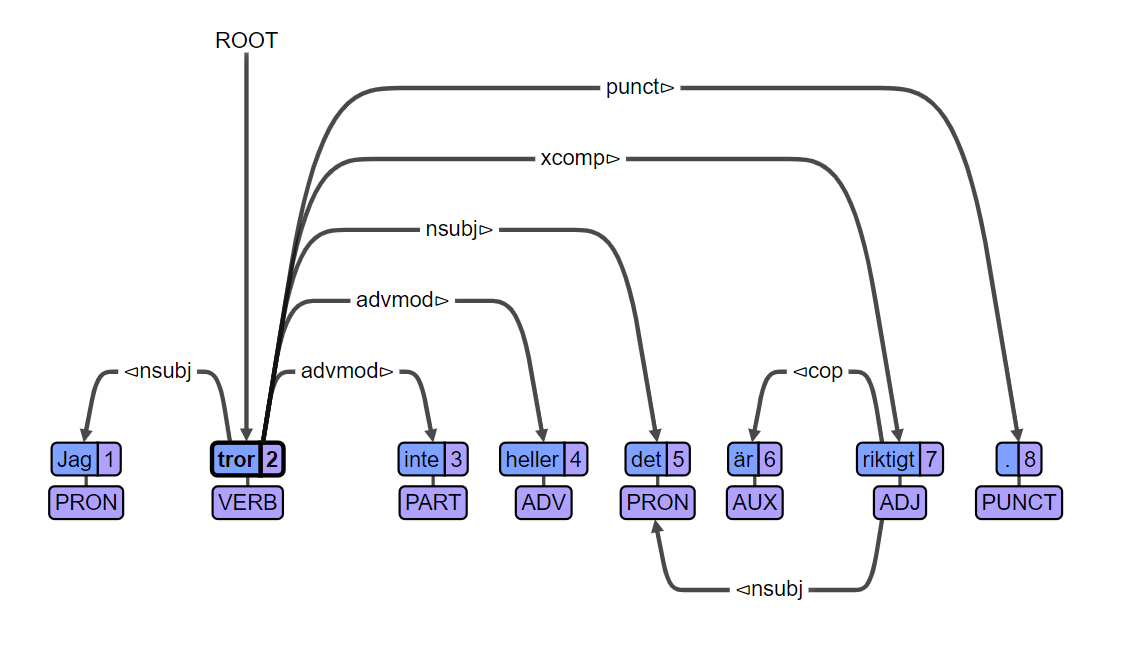 ROOT
punct▻
xcomp▻
nsubj▻
advmod▻
◅nsubj advmod▻ ◅cop
Jag 1 tror 2 inte 3 heller 4 det 5 är 6 riktigt 7 . 8
PRON VERB PART ADV PRON AUX ADJ PUNCT
◅nsubj